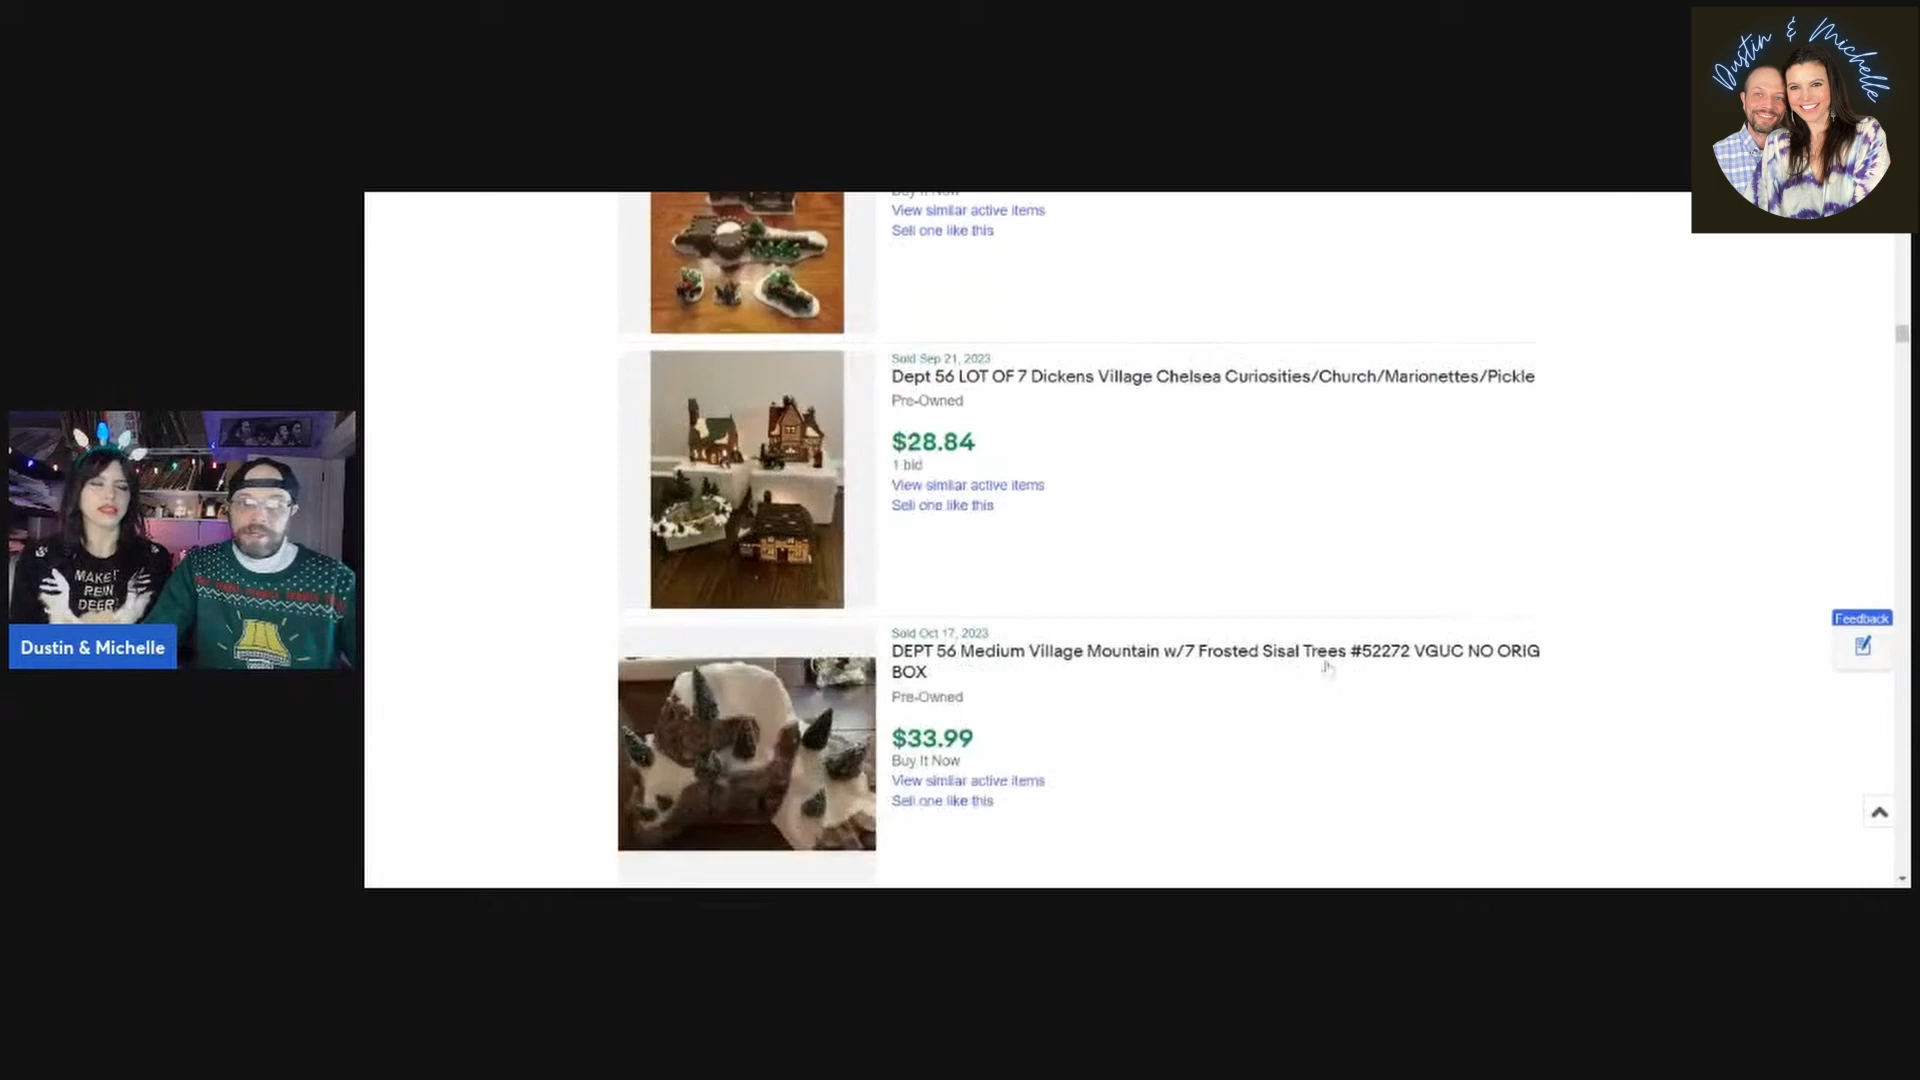 Dustin & Michelle
Buy It Now
View similar active items
Sell one like this
Sold Sep 21, 2023
Dept 56 LOT OF 7 Dickens Village Chelsea Curiosities/Church/Marionettes/Pickle
Pre-Owned
$28.84
1 bid
View similar active items
Sell one like this
MAKE IT
REIN
DEER
Dustin & Michelle
Sold Oct 17, 2023
DEPT 56 Medium Village Mountain w/7 Frosted Sisal Trees #52272 VGUC NO ORIG
BOX
Pre-Owned
$33.99
Buy It Now
View similar active items
Sell one like this
Feedback